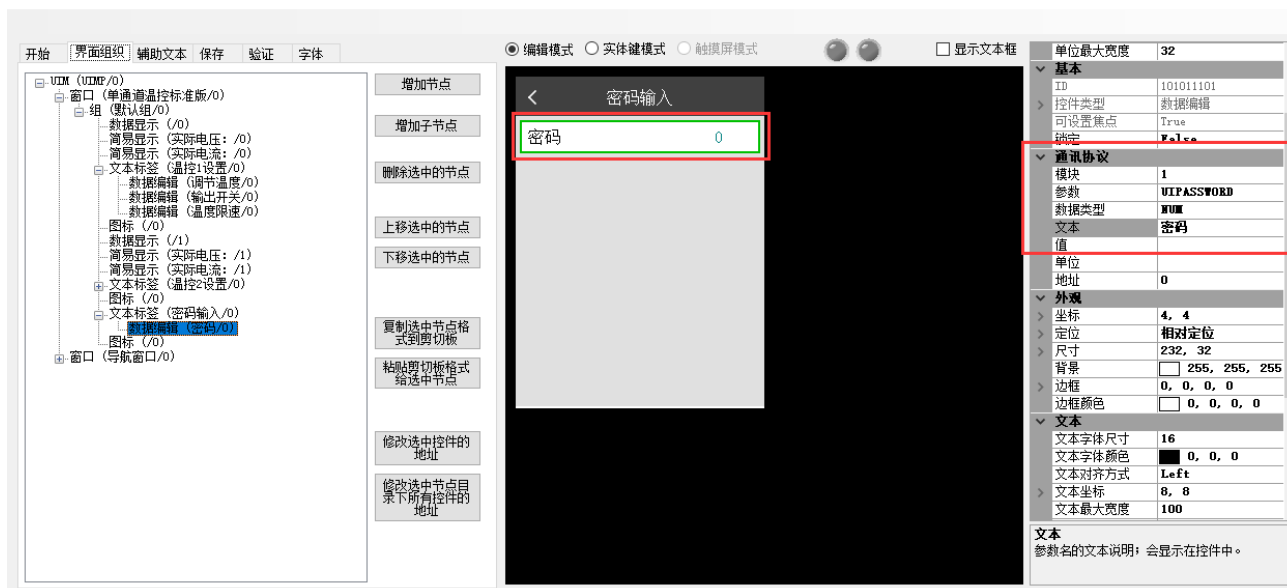 开始 界面组织 辅助文本 保存 验证 字体
编辑模式 实体键模式 触摸屏模式 显示文本框
UIM (UIMP/0)
窗口 (单通道温控标准版/0)
组 (默认组/0)
数据显示 (/0)
简易显示 (实际电压: /0)
简易显示 (实际电流: /0)
文本标签 (温控1设置/0)
数据编辑 (调节温度/0)
数据编辑 (输出开关/0)
数据编辑 (温度限速/0)
图标 (/0)
数据显示 (/1)
简易显示 (实际电压: /1)
简易显示 (实际电流: /1)
文本标签 (温控2设置/0)
图标 (/0)
文本标签 (密码输入/0)
数据编辑 (密码/0)
图标 (/0)
窗口 (导航窗口/0)
增加节点
增加子节点
删除选中的节点
上移选中的节点
下移选中的节点
复制选中节点格
式到剪切板
粘贴剪切板格式
给选中节点
修改选中控件的
地址
修改选中节点目
录下所有控件的
地址
密码输入
密码 0
单位最大宽度 32
基本
ID 101011101
控件类型 数据编辑
可设置焦点 True
锁定 False
通讯协议
模块 1
参数 UIPASSWORD
数据类型 NUM
文本 密码
值
单位
地址 0
外观
坐标 4, 4
定位 相对定位
尺寸 232, 32
背景 255, 255, 255
边框 0, 0, 0, 0
边框颜色 0, 0, 0, 0
文本
文本字体尺寸 16
文本字体颜色 0, 0, 0
文本对齐方式 Left
文本坐标 8, 8
文本最大宽度 100
文本
参数名的文本说明; 会显示在控件中。